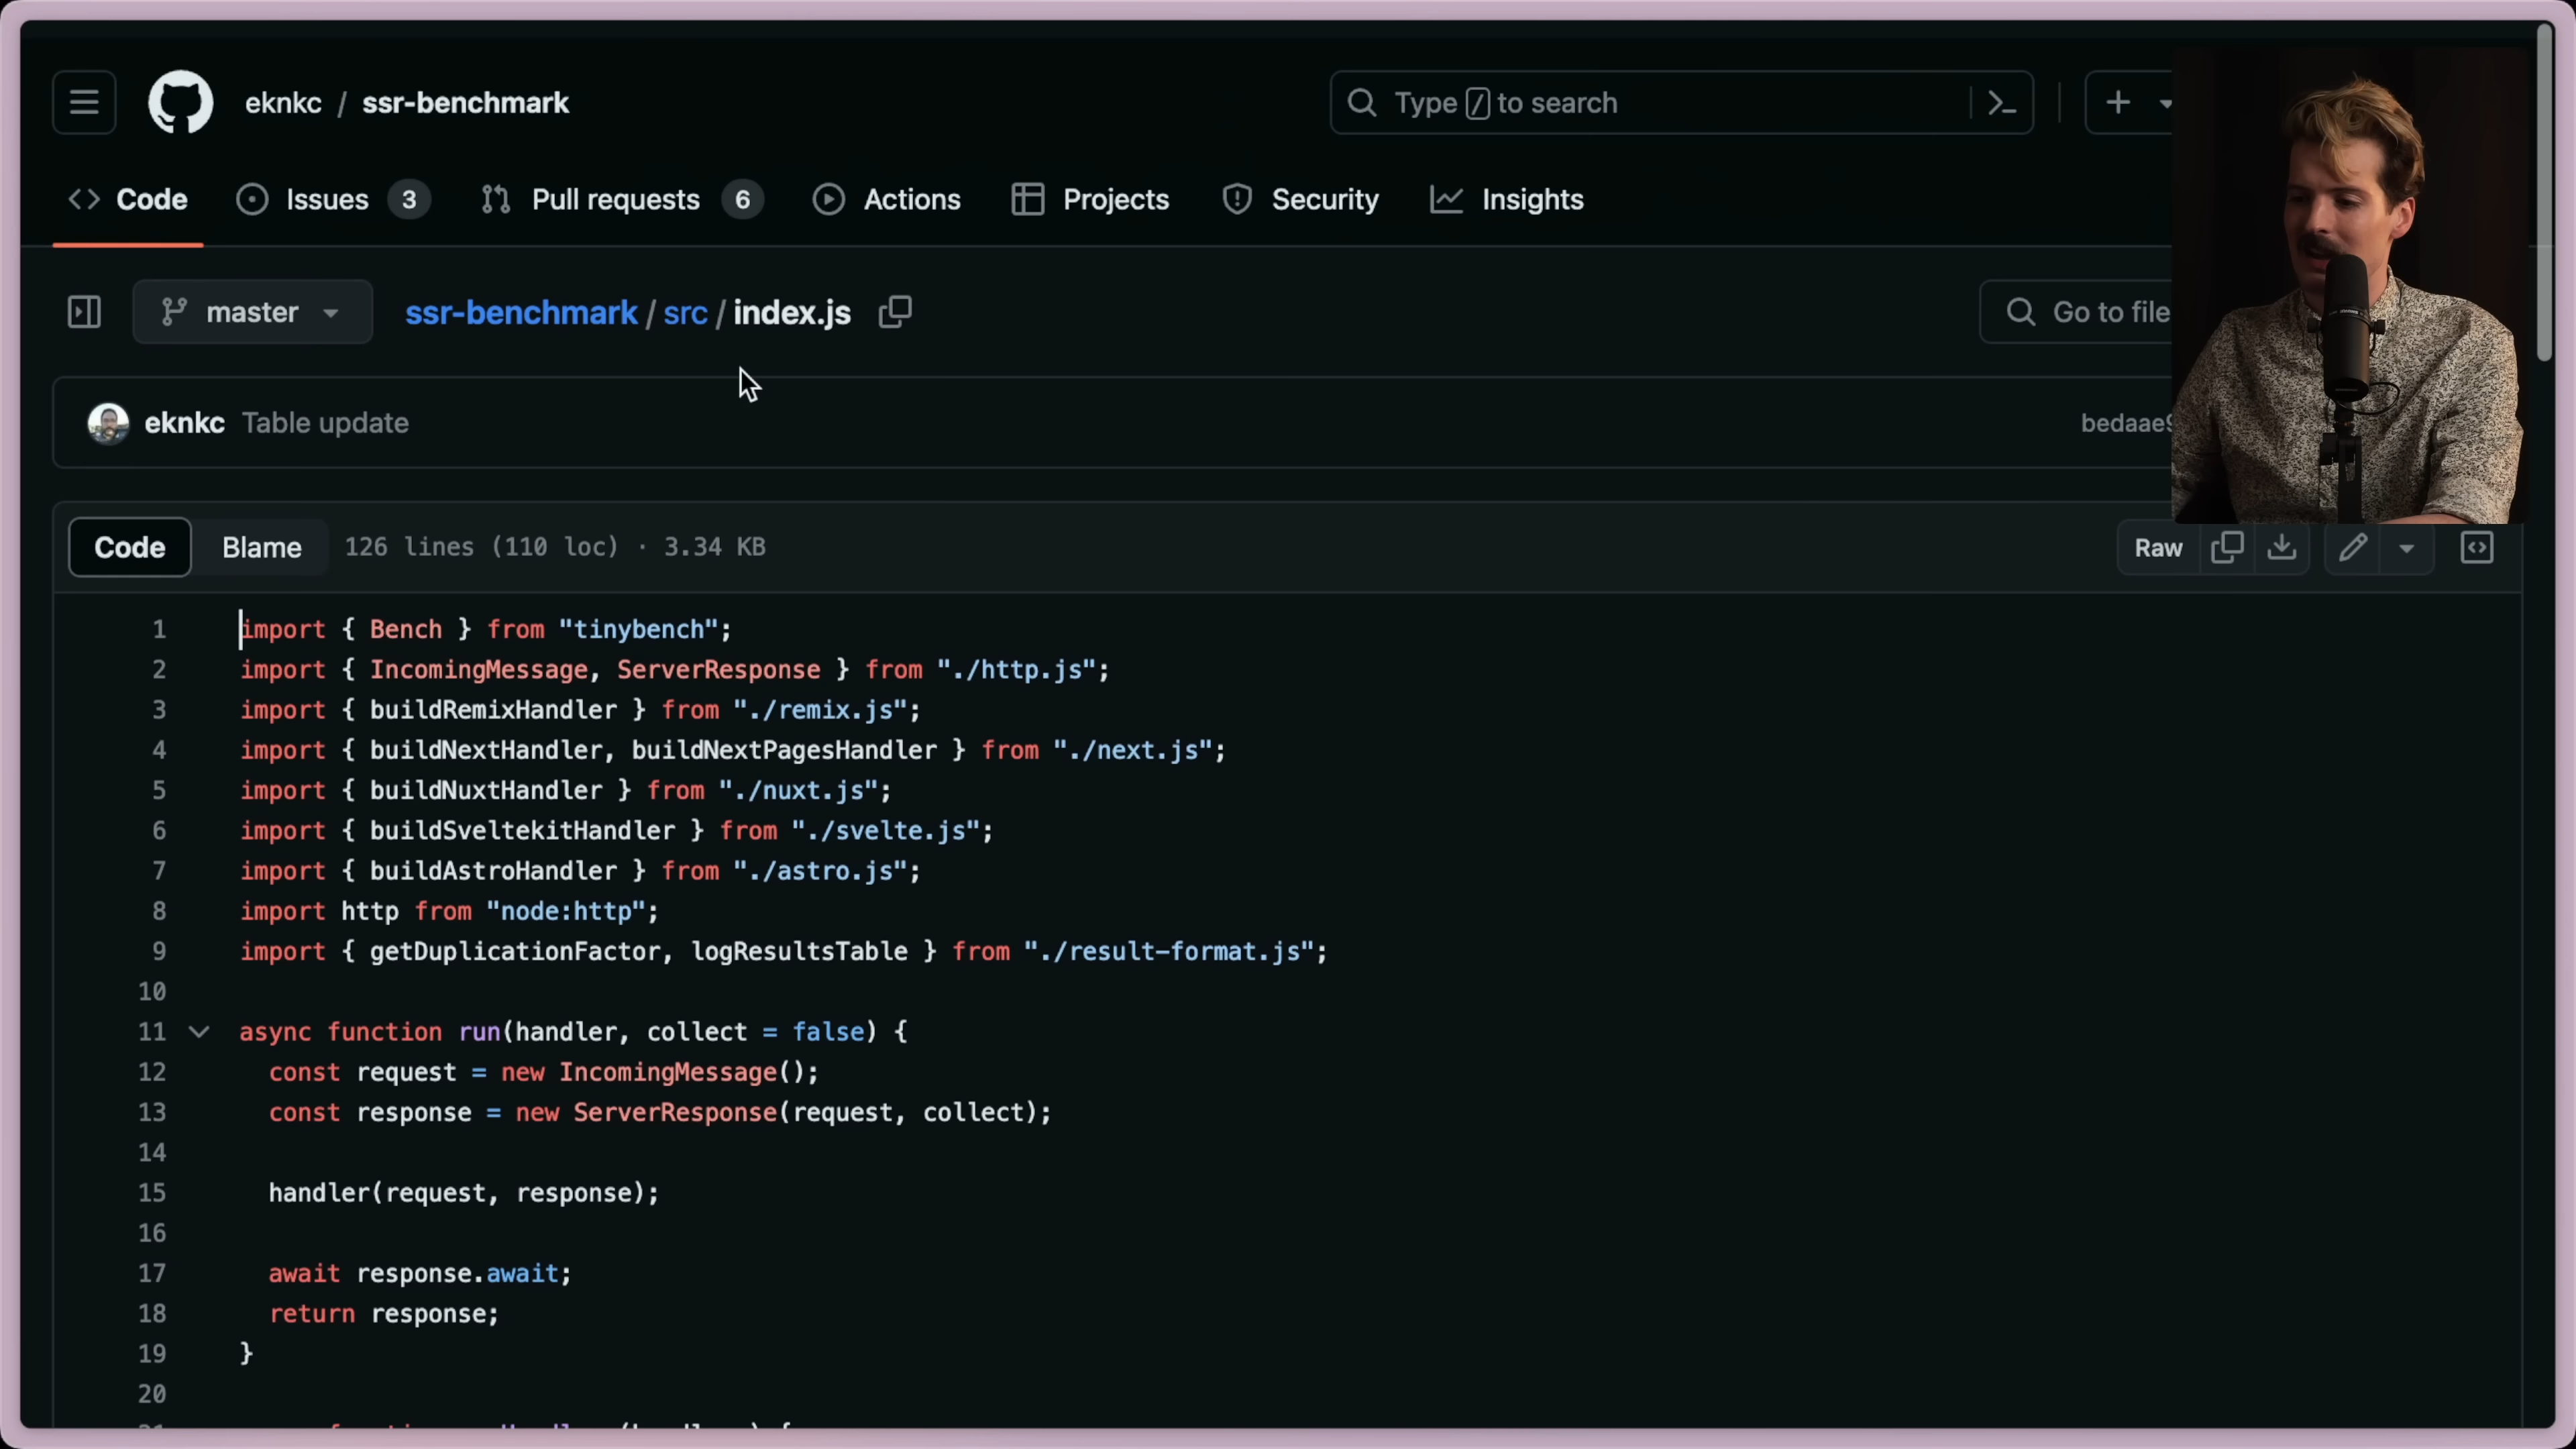 eknkc / ssr-benchmark
Type / to search
Code
Issues 3
Pull requests 6
Actions
Projects
Security
Insights
master
ssr-benchmark / src / index.js
Go to file
eknkc Table update
Code Blame 126 lines (110 loc) · 3.34 KB
Raw
1 import { Bench } from "tinybench";
2 import { IncomingMessage, ServerResponse } from "./http.js";
3 import { buildRemixHandler } from "./remix.js";
4 import { buildNextHandler, buildNextPagesHandler } from "./next.js";
5 import { buildNuxtHandler } from "./nuxt.js";
6 import { buildSveltekitHandler } from "./svelte.js";
7 import { buildAstroHandler } from "./astro.js";
8 import http from "node:http";
9 import { getDuplicationFactor, logResultsTable } from "./result-format.js";
10
11 async function run(handler, collect = false) {
12 const request = new IncomingMessage();
13 const response = new ServerResponse(request, collect);
14
15 handler(request, response);
16
17 await response.await;
18 return response;
19 }
20